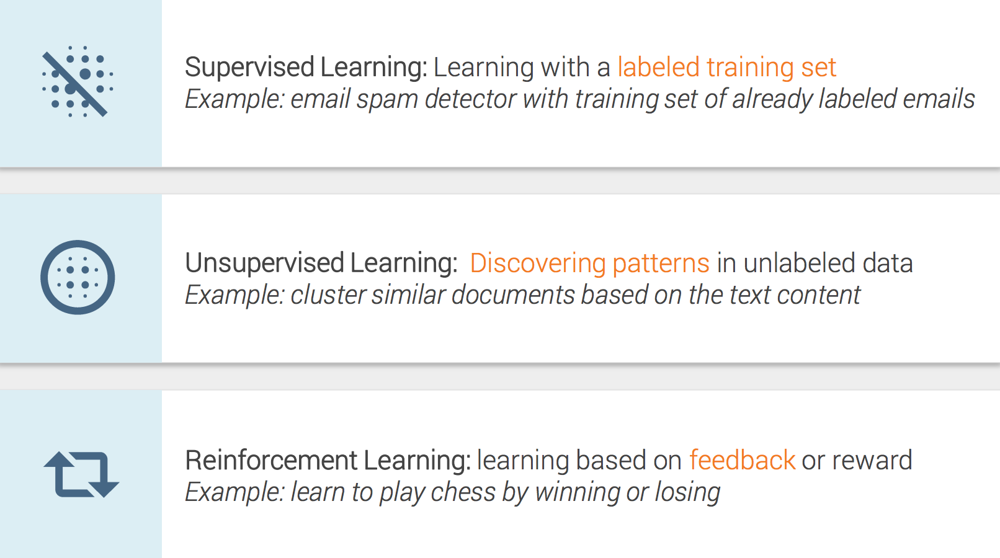 Supervised Learning: Learning with a labeled training set
Example: email spam detector with training set of already labeled emails
Unsupervised Learning: Discovering patterns in unlabeled data
Example: cluster similar documents based on the text content
Reinforcement Learning: learning based on feedback or reward
Example: learn to play chess by winning or losing